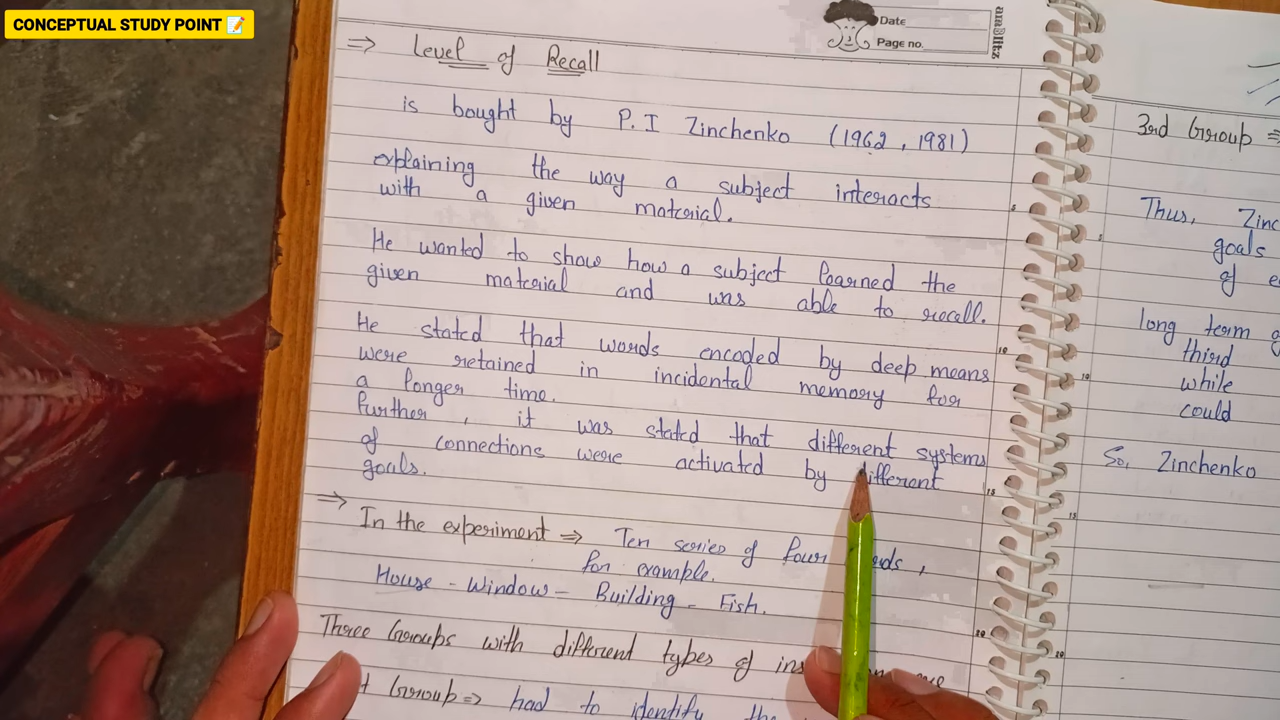 CONCEPTUAL STUDY POINT 📝
Date
Page no.
⇒ Level of Recall
is bought by P.I Zinchenko (1962, 1981)
explaining the way a subject interacts
with a given material.
He wanted to show how a subject learned the
given material and was able to recall.
He stated that words encoded by deep means
were retained in incidental memory for
a longer time.
Further, it was stated that different systems
of connections were activated by different
goals.
⇒ In the experiment ⇒ Ten series of four
for example.
House - Window - Building - Fish.
Three Groups with different types of
Group ⇒ had to identify the
3rd Group ⇒
Thus,
goals
of
long term
third
while
could
So, Zinchenko